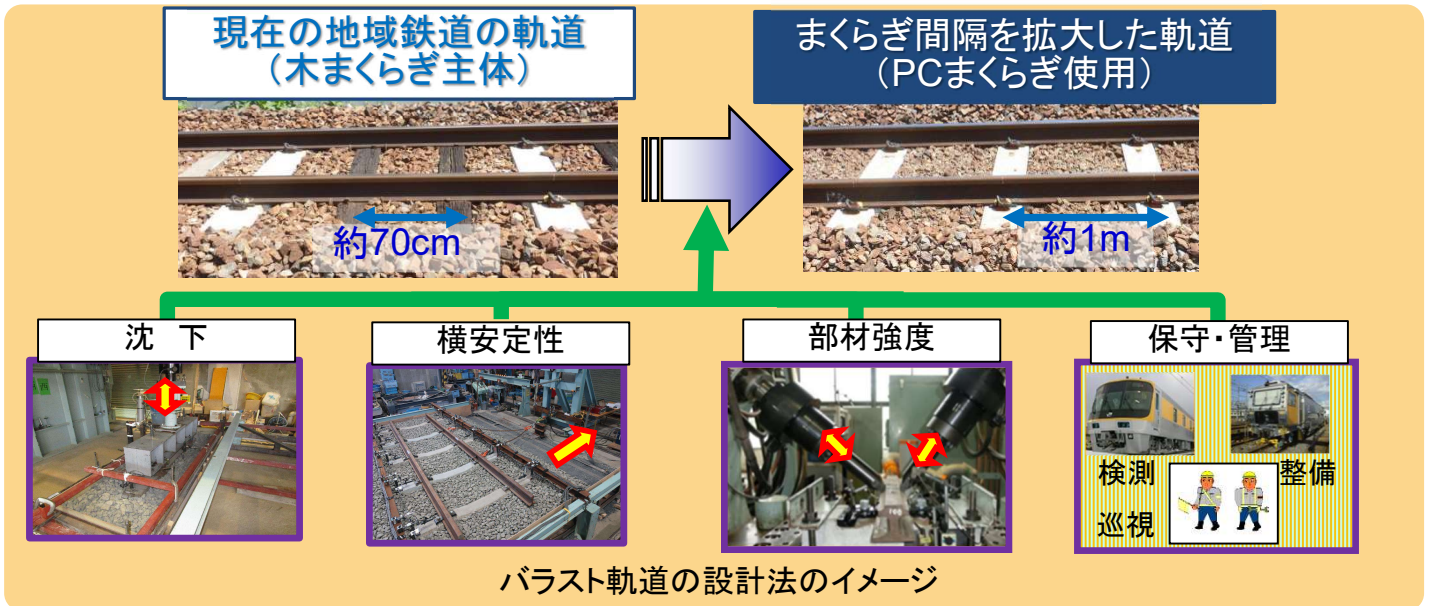 現在の地域鉄道の軌道
（木まくらぎ主体）
まくらぎ間隔を拡大した軌道
（PCまくらぎ使用）
約70cm
約1m
沈　下
横安定性
部材強度
保守・管理
検測
整備
巡視
バラスト軌道の設計法のイメージ